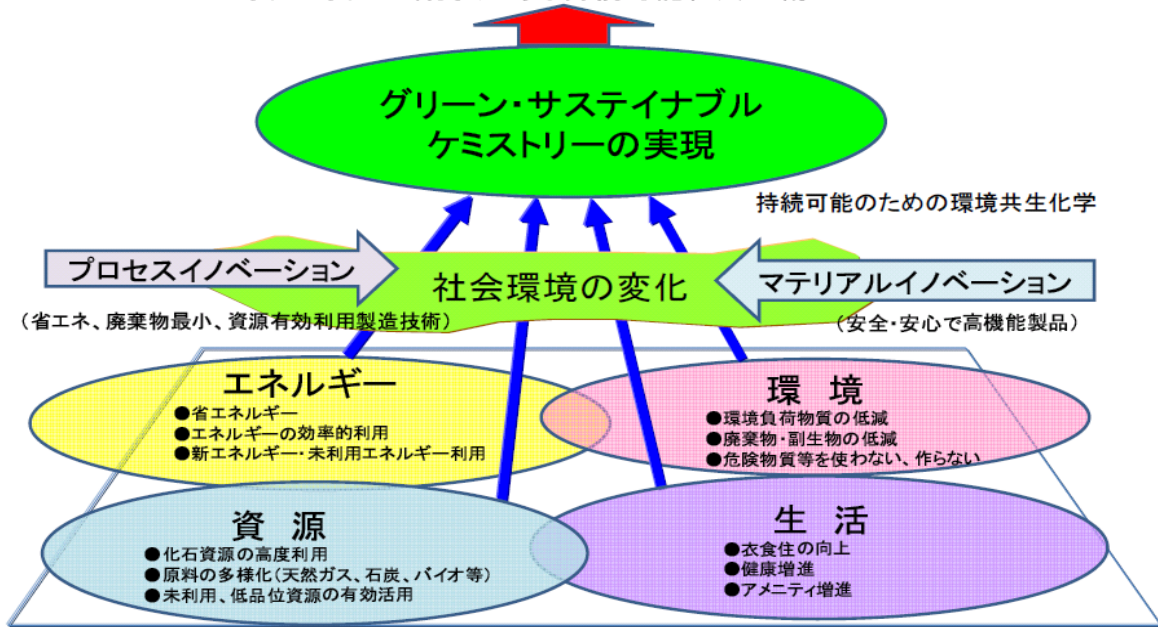 グリーン・サステイナブル
ケミストリーの実現
持続可能のための環境共生化学
プロセスイノベーション
社会環境の変化
マテリアルイノベーション
（省エネ、廃棄物最小、資源有効利用製造技術）
（安全・安心で高機能製品）
エネルギー
●省エネルギー
●エネルギーの効率的利用
●新エネルギー・未利用エネルギー利用
環 境
●環境負荷物質の低減
●廃棄物・副生物の低減
●危険物質等を使わない、作らない
資 源
●化石資源の高度利用
●原料の多様化（天然ガス、石炭、バイオ等）
●未利用、低品位資源の有効活用
生 活
●衣食住の向上
●健康増進
●アメニティ増進